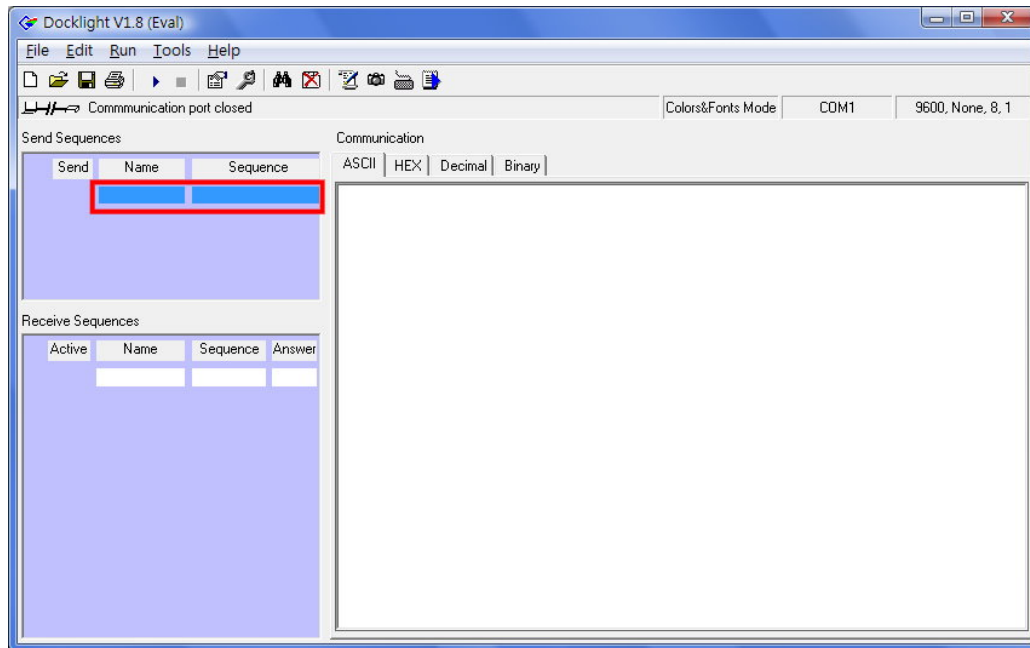 Docklight V1.8 (Eval)
File Edit Run Tools Help
Commmunication port closed Colors&Fonts Mode COM1 9600, None, 8, 1
Send Sequences
Send Name Sequence
Receive Sequences
Active Name Sequence Answer
Communication
ASCII HEX Decimal Binary